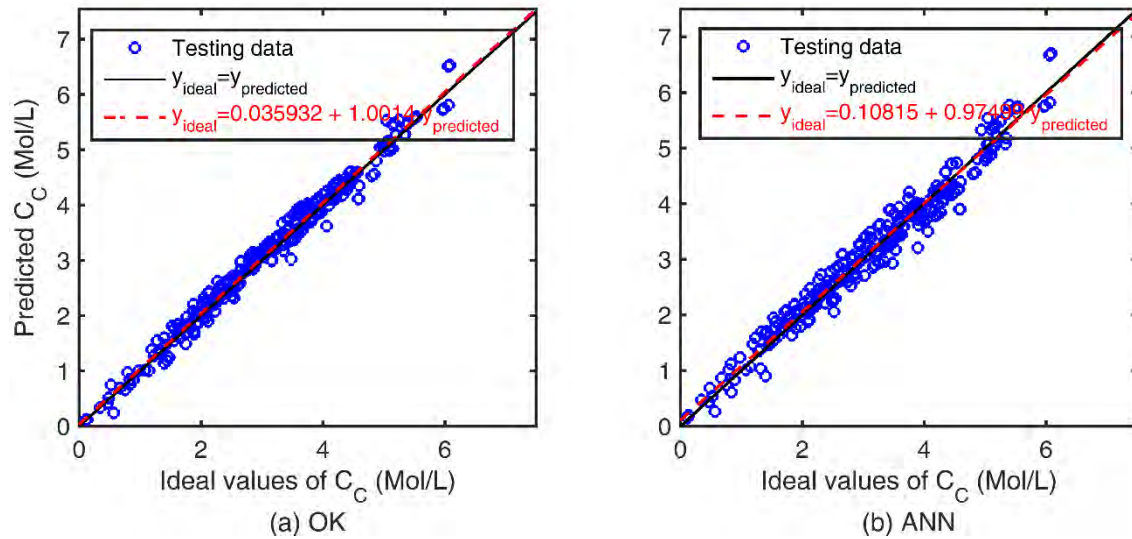 Predicted C_C (Mol/L)
7
6
5
4
3
2
1
0
Testing data
y_ideal=y_predicted
y_ideal=0.035932 + 1.0014 y_predicted
0 2 4 6
Ideal values of C_C (Mol/L)
(a) OK
7
6
5
4
3
2
1
0
Testing data
y_ideal=y_predicted
y_ideal=0.10815 + 0.97499 y_predicted
0 2 4 6
Ideal values of C_C (Mol/L)
(b) ANN